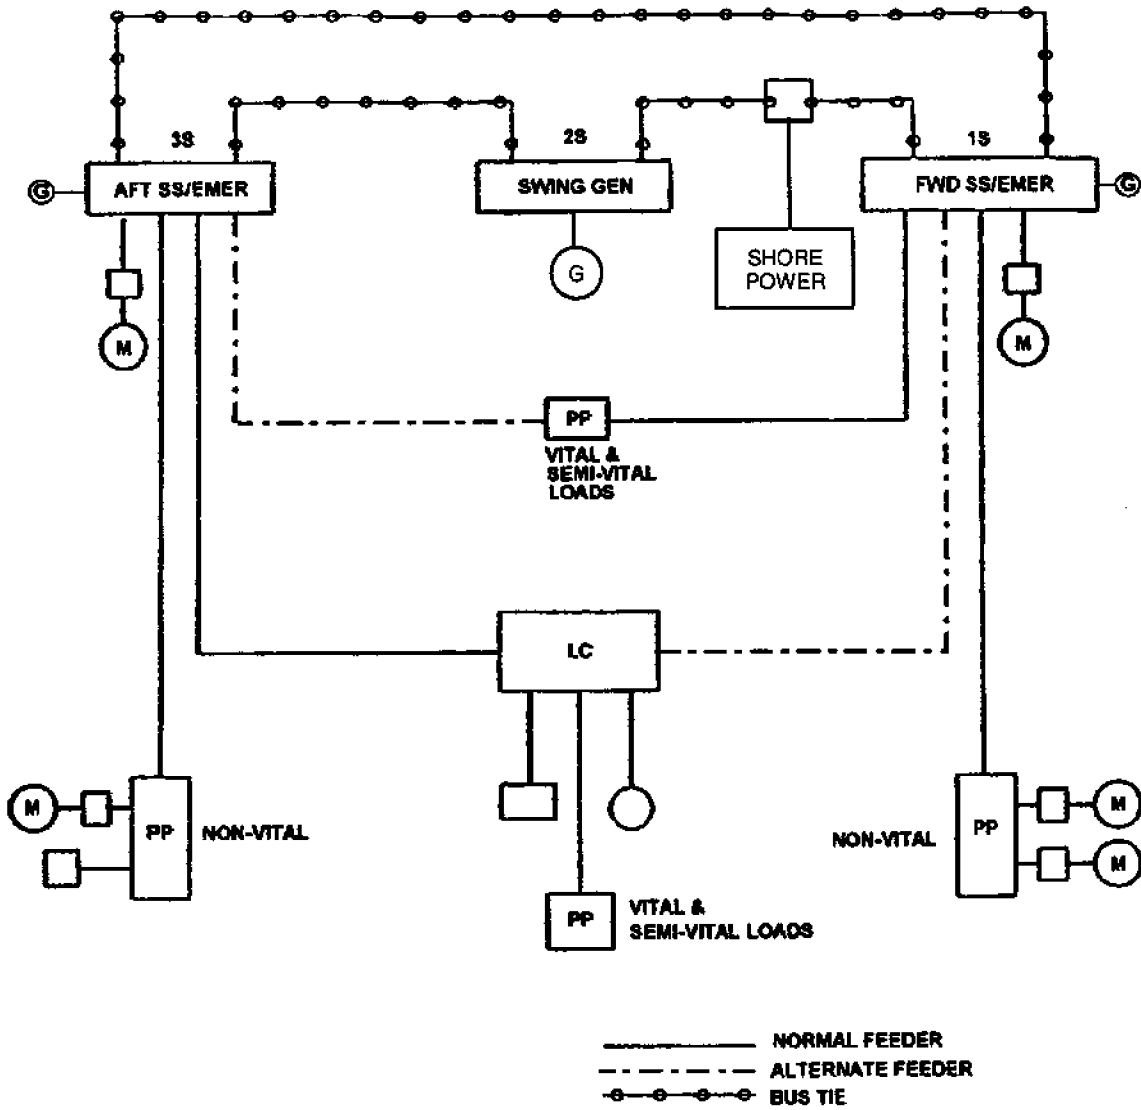 3S
2S
1S
G
AFT SS/EMER
SWING GEN
FWD SS/EMER
G
G
SHORE
POWER
M
M
PP
VITAL &
SEMI-VITAL
LOADS
LC
M
PP
NON-VITAL
NON-VITAL
PP
M
M
PP
VITAL &
SEMI-VITAL LOADS
NORMAL FEEDER
ALTERNATE FEEDER
BUS TIE